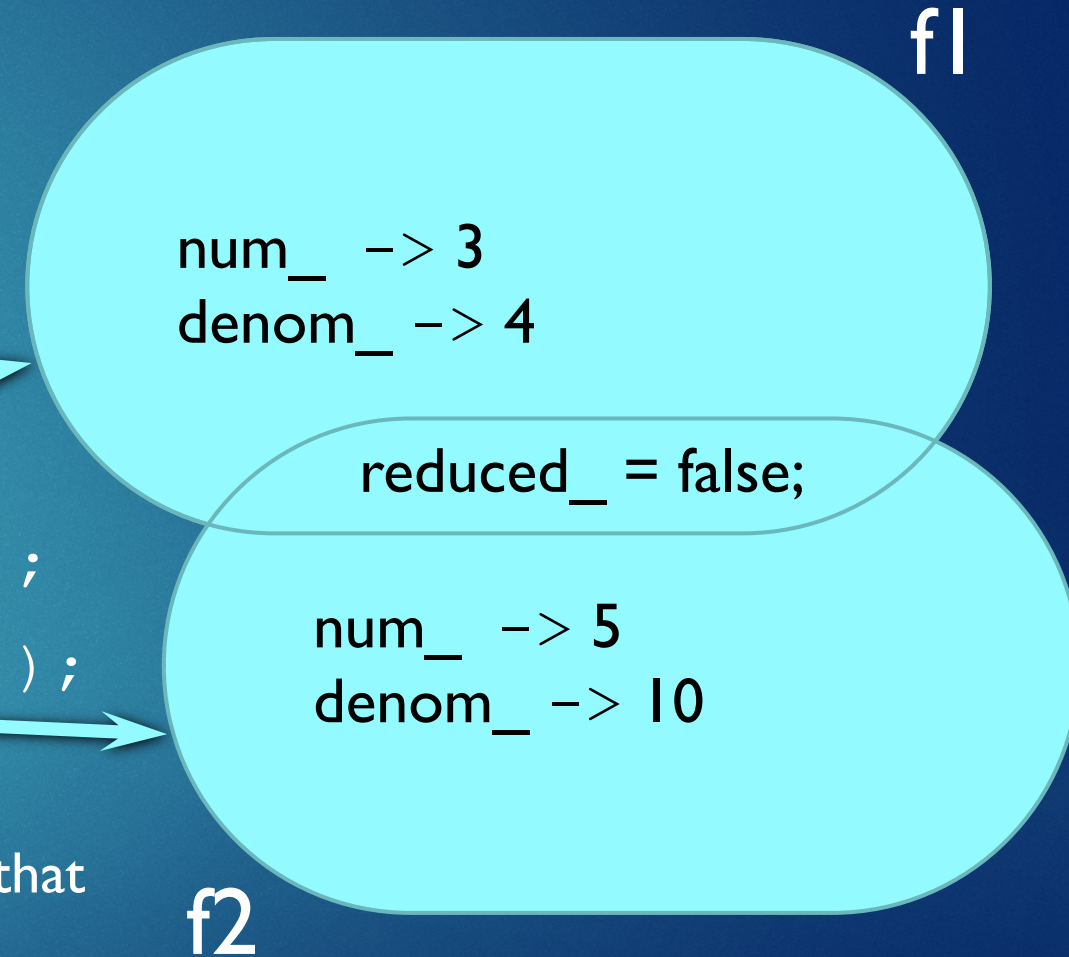 f1
num_ -> 3
denom_ -> 4
reduced_ = false;
;
num_ -> 5
);
denom_ -> 10
that
f2